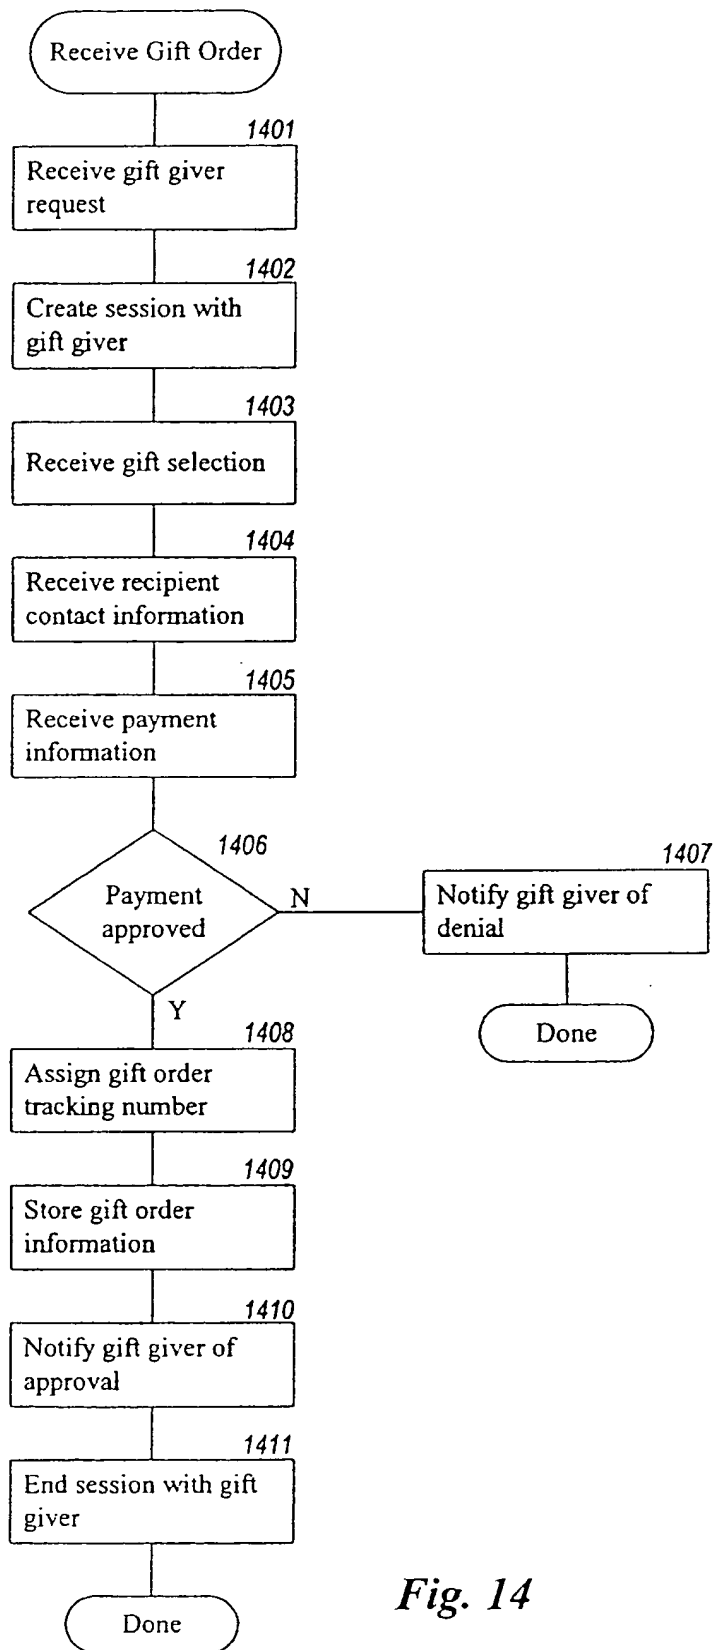 Receive Gift Order
1401
Receive gift giver
request
1402
Create session with
gift giver
1403
Receive gift selection
1404
Receive recipient
contact information
1405
Receive payment
information
1406
Payment
approved
N
1407
Notify gift giver of
denial
Done
Y
1408
Assign gift order
tracking number
1409
Store gift order
information
1410
Notify gift giver of
approval
1411
End session with gift
giver
Done
Fig. 14